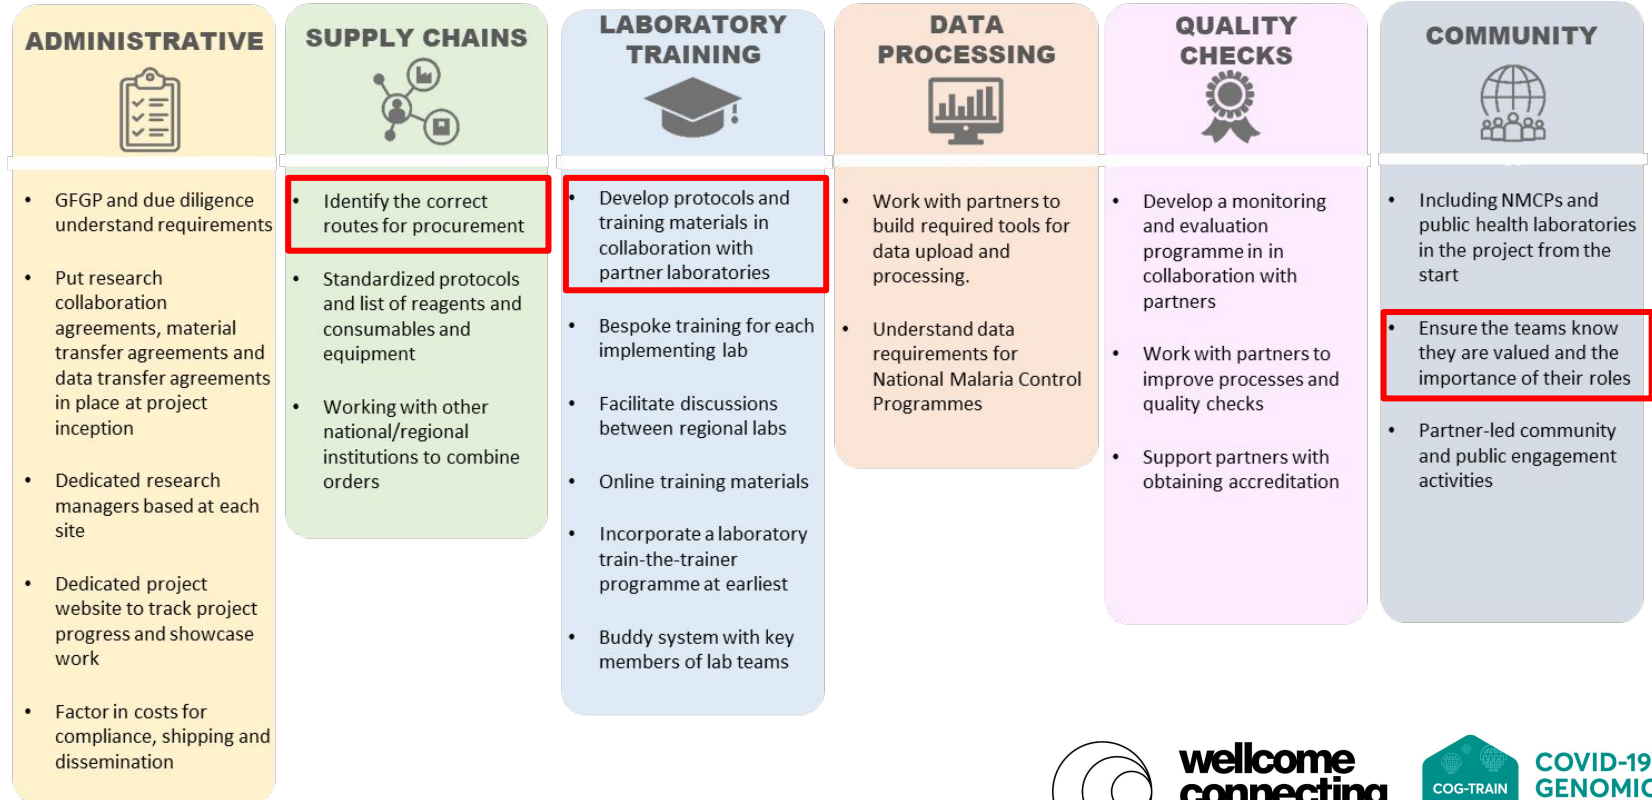 ADMINISTRATIVE
• GFGP and due diligence
understand requirements
• Put research
collaboration
agreements, material
transfer agreements and
data transfer agreements
in place at project
inception
• Dedicated research
managers based at each
site
• Dedicated project
website to track project
progress and showcase
work
• Factor in costs for
compliance, shipping and
dissemination
SUPPLY CHAINS
• Identify the correct
routes for procurement
• Standardized protocols
and list of reagents and
consumables and
equipment
• Working with other
national/regional
institutions to combine
orders
LABORATORY
TRAINING
• Develop protocols and
training materials in
collaboration with
partner laboratories
• Bespoke training for each
implementing lab
• Facilitate discussions
between regional labs
• Online training materials
• Incorporate a laboratory
train-the-trainer
programme at earliest
• Buddy system with key
members of lab teams
DATA
PROCESSING
• Work with partners to
build required tools for
data upload and
processing.
• Understand data
requirements for
National Malaria Control
Programmes
QUALITY
CHECKS
• Develop a monitoring
and evaluation
programme in in
collaboration with
partners
• Work with partners to
improve processes and
quality checks
• Support partners with
obtaining accreditation
COMMUNITY
• Including NMCPs and
public health laboratories
in the project from the
start
• Ensure the teams know
they are valued and the
importance of their roles
• Partner-led community
and public engagement
activities
wellcome
connecting
COG-TRAIN
COVID-19
GENOMIC